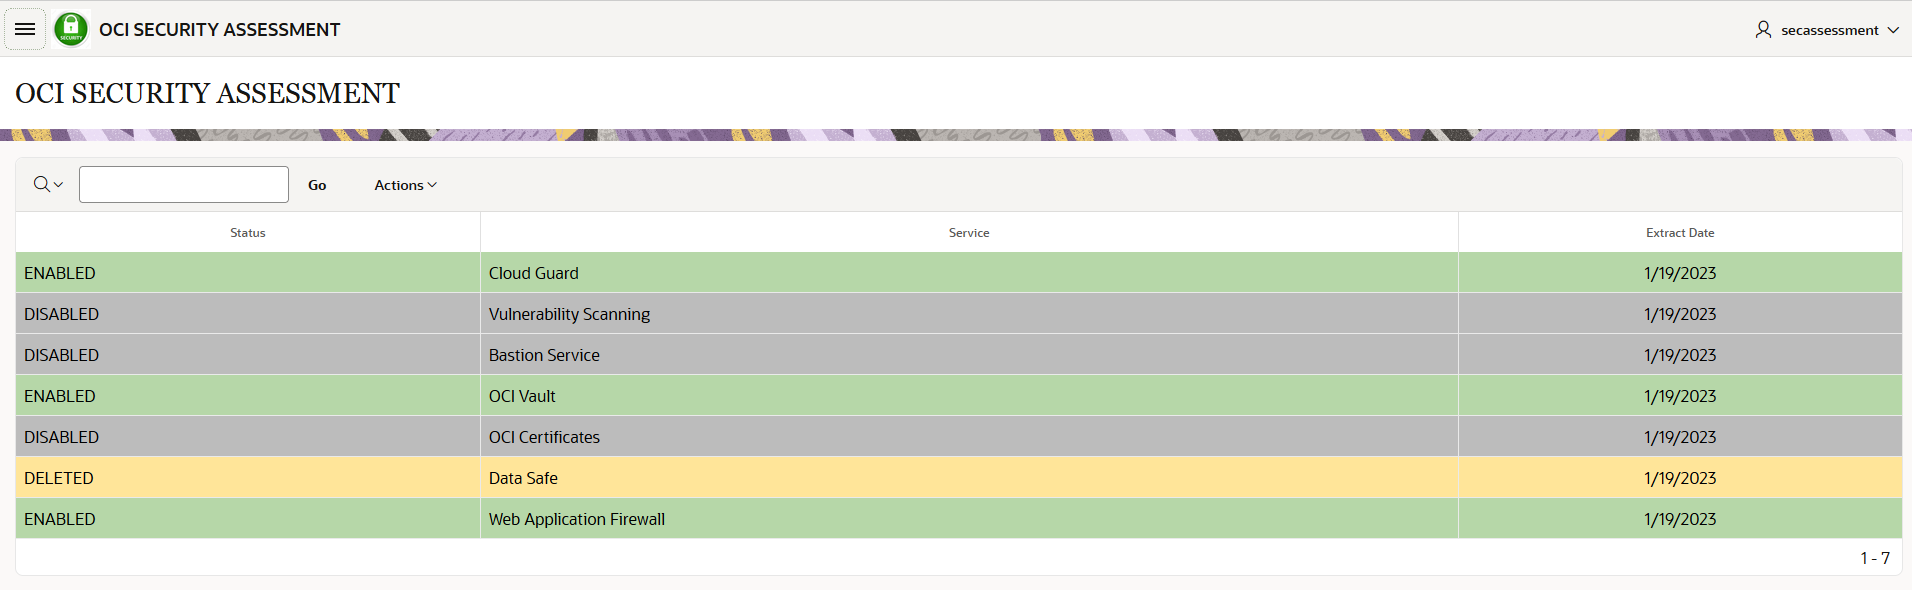 SECURITY
OCI SECURITY ASSESSMENT
secassessment
OCI SECURITY ASSESSMENT
Go
Actions
Status Service Extract Date
ENABLED Cloud Guard 1/19/2023
DISABLED Vulnerability Scanning 1/19/2023
DISABLED Bastion Service 1/19/2023
ENABLED OCI Vault 1/19/2023
DISABLED OCI Certificates 1/19/2023
DELETED Data Safe 1/19/2023
ENABLED Web Application Firewall 1/19/2023
1 - 7